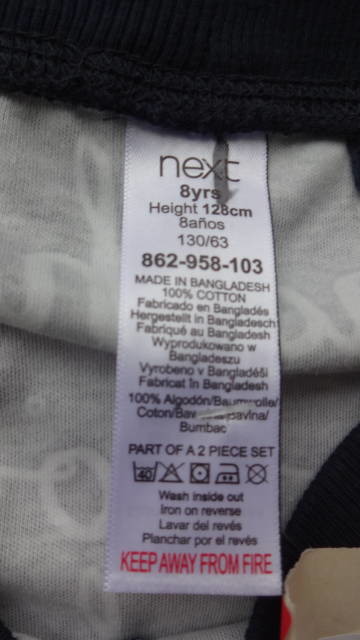 next
8yrs
Height 128cm
8años
130/63
862-958-103
MADE IN BANGLADESH
100% COTTON
Fabricado en Bangladés
Hergestellt in Bangladesch
Fabriqué au Bangladesh
Wyprodukowano w
Bangladeszu
Vyrobeno v Bangladéši
Fabricat în Bangladesh
100% Algodón/Baumwolle/
Coton/ /
Bumbac
PART OF A 2 PIECE SET
40
Wash inside out
Iron on reverse
Lavar del revés
Planchar por el revés
KEEP AWAY FROM FIRE